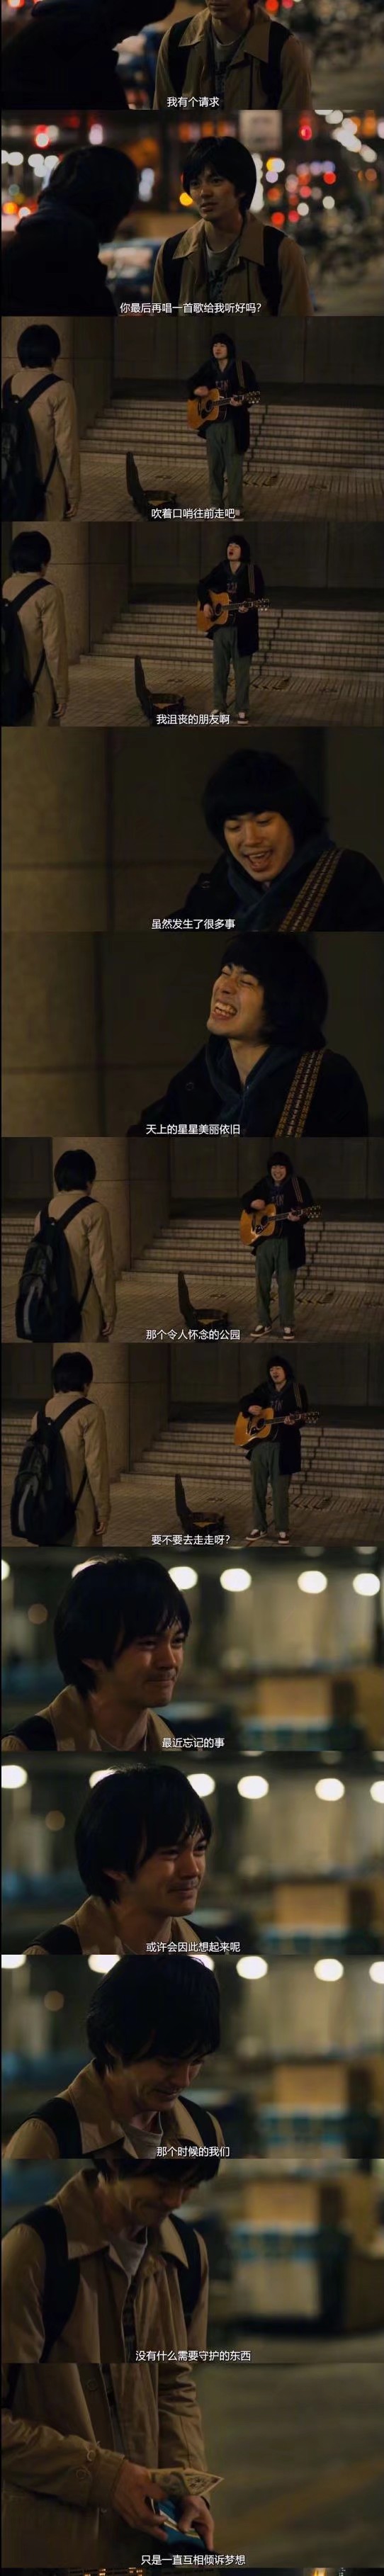 我有个请求
你最后再唱一首歌给我听好吗?
吹着口哨往前走吧
我沮丧的朋友啊
虽然发生了很多事
天上的星星美丽依旧
那个令人怀念的公园
要不要去走走呀?
最近忘记的事
或许会因此想起来呢
那个时候的我们
没有什么需要守护的东西
只是一直互相倾诉梦想